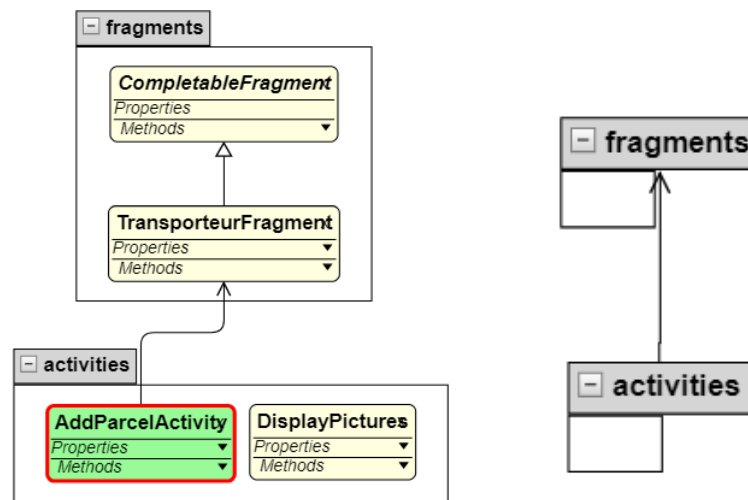 fragments
CompletableFragment
Properties
Methods
TransporteurFragment
Properties
Methods
activities
AddParcelActivity
Properties
Methods
DisplayPictures
Properties
Methods
fragments
activities